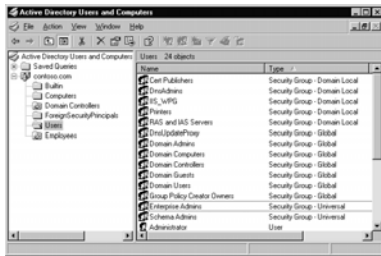 Active Directory Users and Computers
File Action View Window Help
Active Directory Users and Computers
Saved Queries
contoso.com
Builtin
Computers
Domain Controllers
ForeignSecurityPrincipals
Users
Employees
Users 24 objects
Name Type
Cert Publishers Security Group - Domain Local
DnsAdmins Security Group - Domain Local
IIS_WPG Security Group - Domain Local
Printers Security Group - Domain Local
RAS and IAS Servers Security Group - Domain Local
DnsUpdateProxy Security Group - Global
Domain Admins Security Group - Global
Domain Computers Security Group - Global
Domain Controllers Security Group - Global
Domain Guests Security Group - Global
Domain Users Security Group - Global
Group Policy Creator Owners Security Group - Global
Enterprise Admins Security Group - Universal
Schema Admins Security Group - Universal
Administrator User